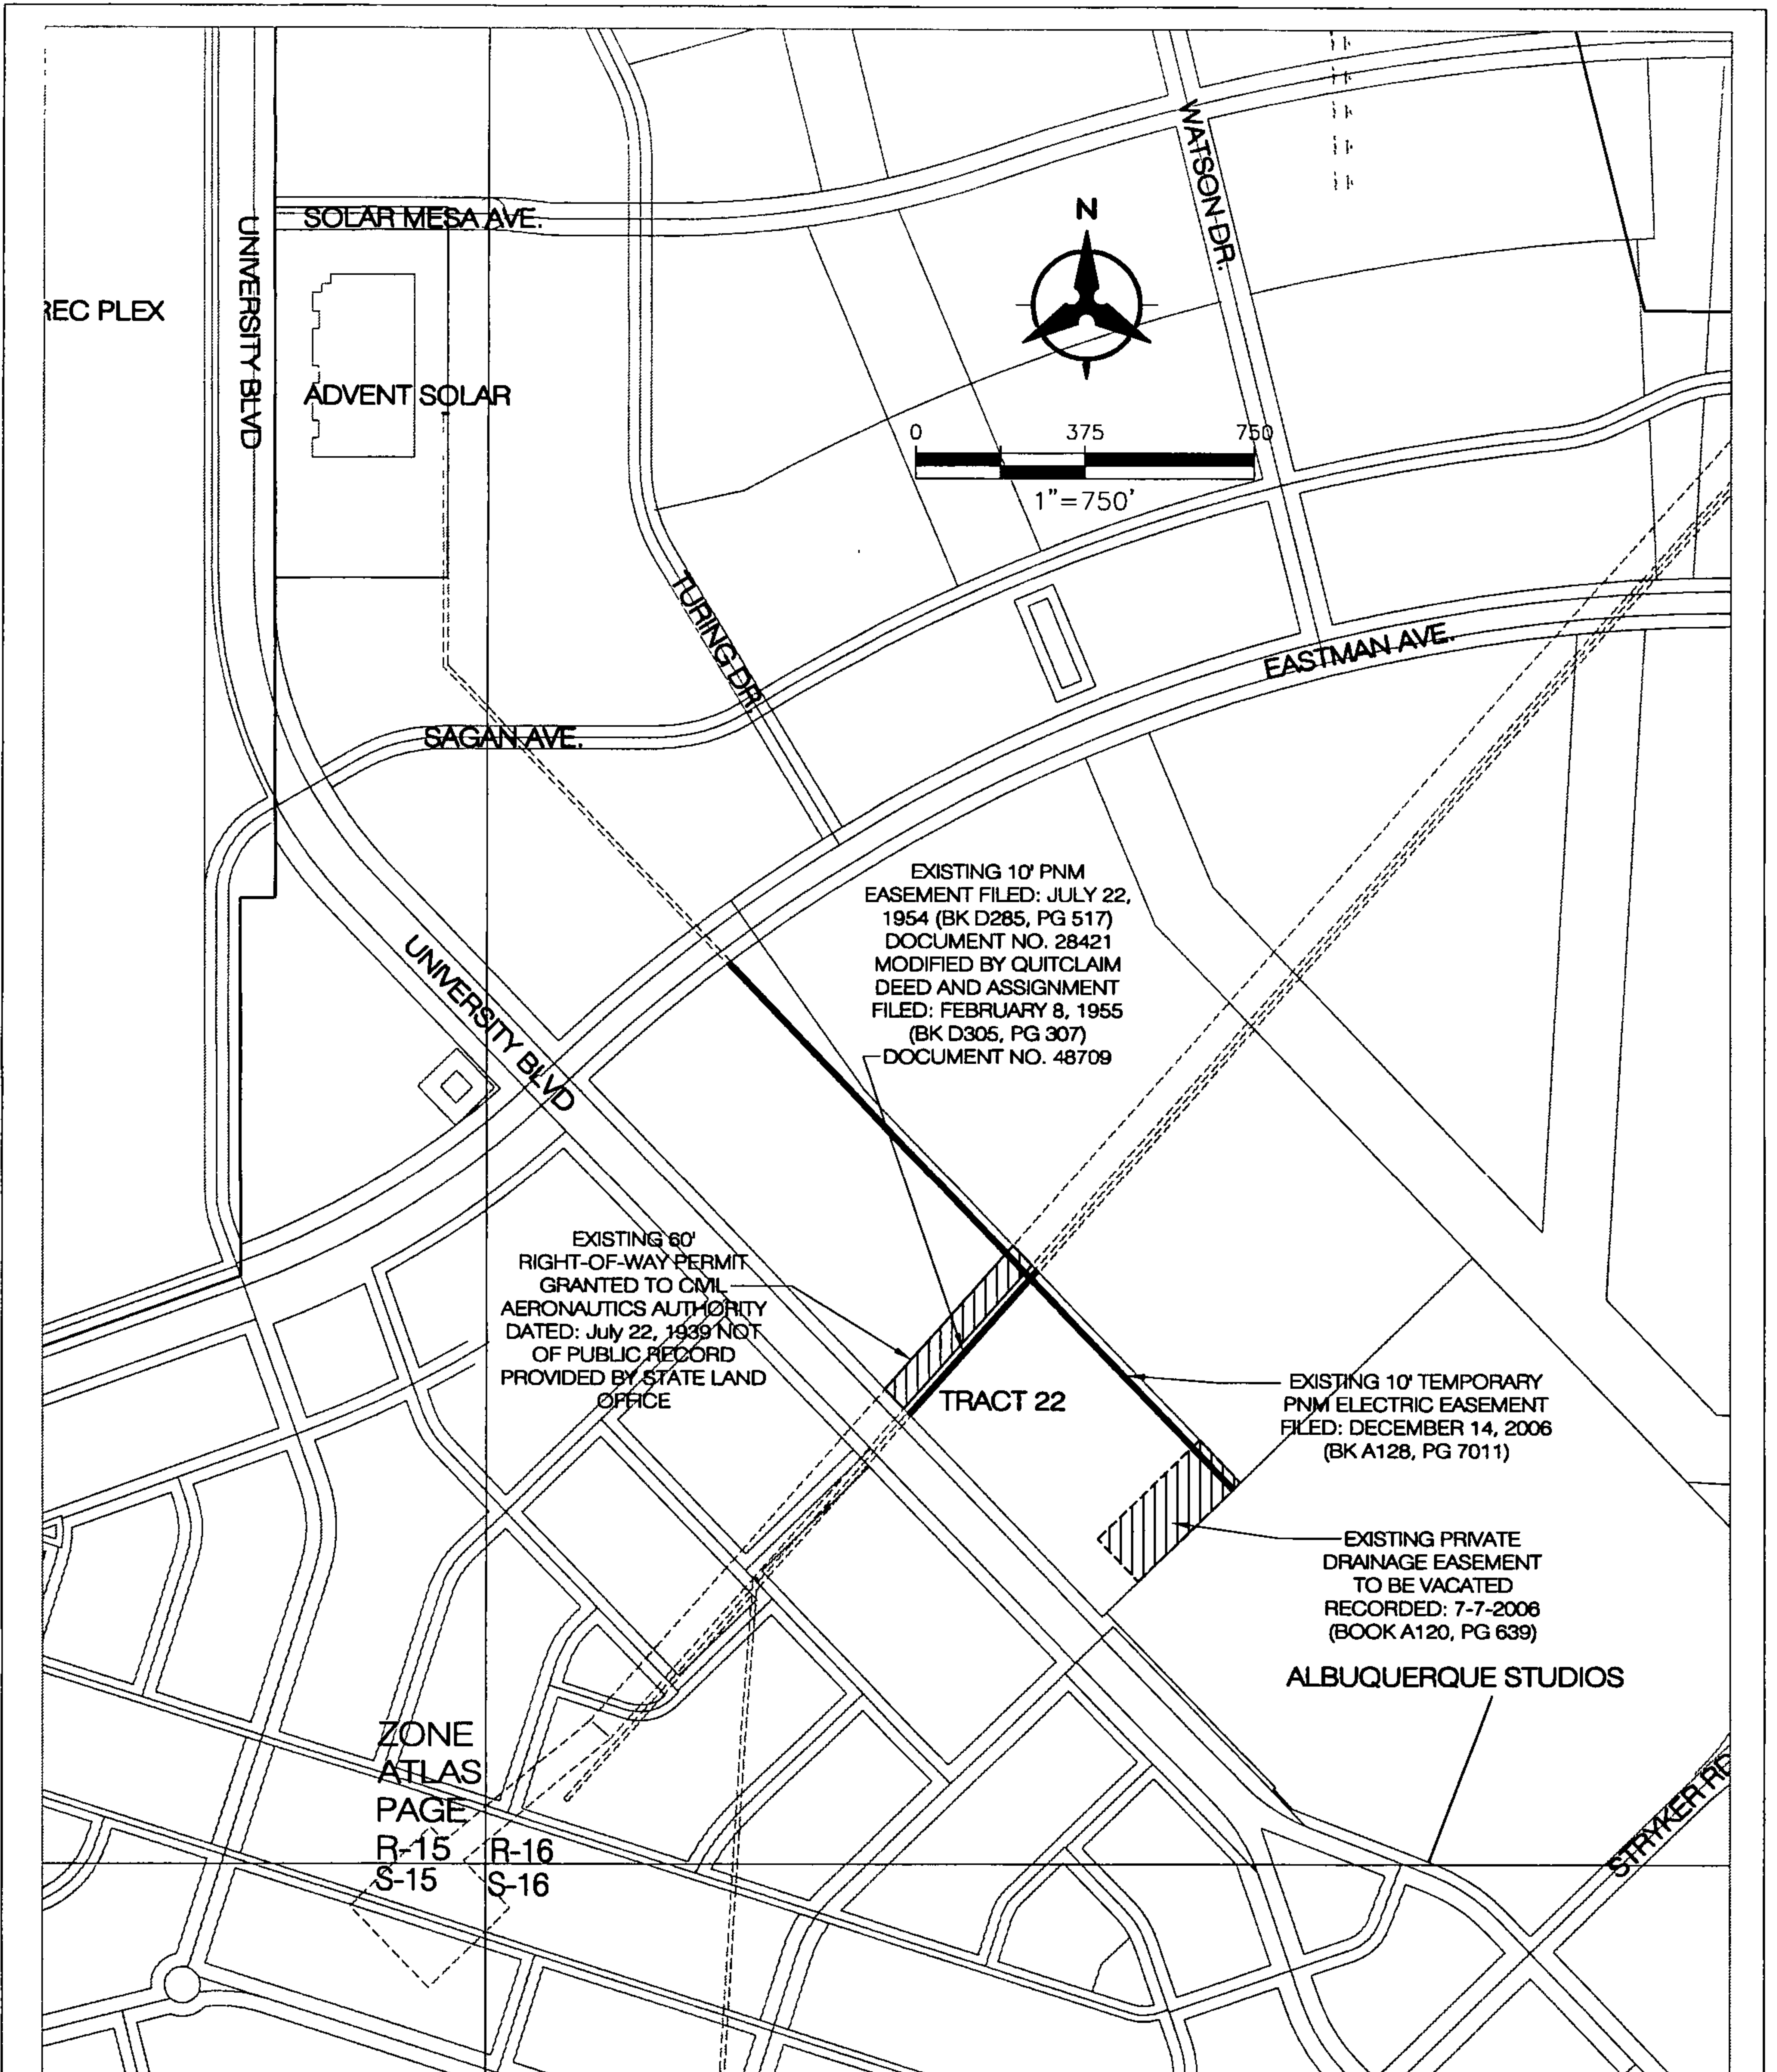 WATSON DR.
N
SOLAR MESA AVE.
UNIVERSITY BLVD
REC PLEX
ADVENT SOLAR
0 375 750
1"=750'
TURING DR.
EASTMAN AVE.
SAGAN AVE.
EXISTING 10' PNM
EASEMENT FILED: JULY 22,
1954 (BK D285, PG 517)
DOCUMENT NO. 28421
MODIFIED BY QUITCLAIM
DEED AND ASSIGNMENT
FILED: FEBRUARY 8, 1955
(BK D305, PG 307)
DOCUMENT NO. 48709
UNIVERSITY BLVD
EXISTING 60'
RIGHT-OF-WAY PERMIT
GRANTED TO CIVIL
AERONAUTICS AUTHORITY
DATED: July 22, 1939 NOT
OF PUBLIC RECORD
PROVIDED BY STATE LAND
OFFICE
TRACT 22
EXISTING 10' TEMPORARY
PNM ELECTRIC EASEMENT
FILED: DECEMBER 14, 2006
(BK A128, PG 7011)
EXISTING PRIVATE
DRAINAGE EASEMENT
TO BE VACATED
RECORDED: 7-7-2006
(BOOK A120, PG 639)
ALBUQUERQUE STUDIOS
STRYKER RD
ZONE
ATLAS
PAGE
R-15 R-16
S-15 S-16